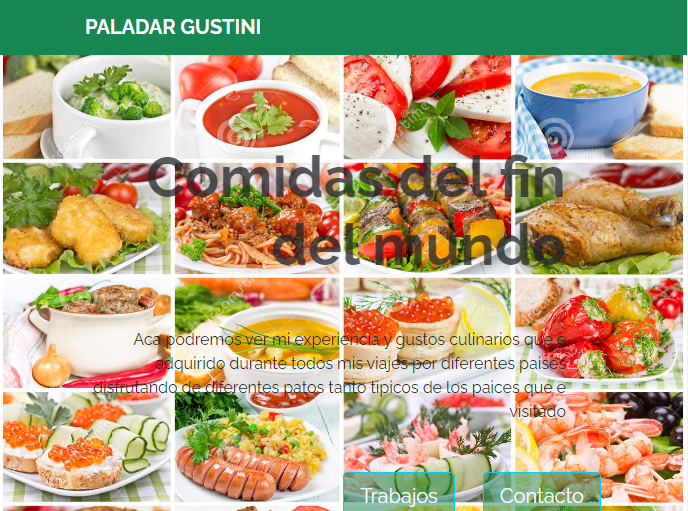 PALADAR GUSTINI
Comidas del fin
del mundo
Aca podremos ver mi experiencia y gustos culinarios que e
adquirido durante todos mis viajes por diferentes paises
disfrutando de diferentes patos tanto tipicos de los paices que e
visitado
Trabajos
Contacto